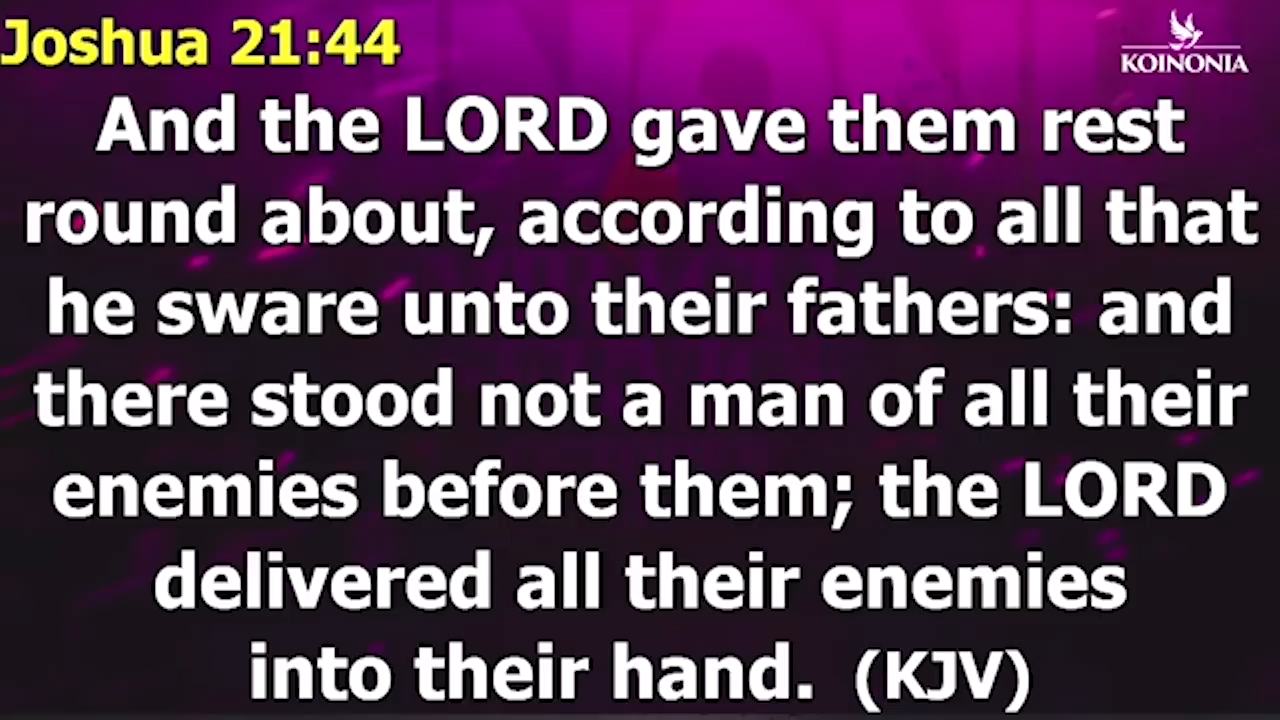 Joshua 21:44
KOINONIA
And the LORD gave them rest
round about, according to all that
he sware unto their fathers: and
there stood not a man of all their
enemies before them; the LORD
delivered all their enemies
into their hand. (KJV)